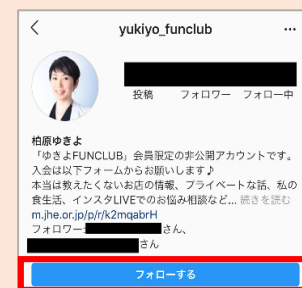 yukiyo_funclub
投稿 フォロワー フォロー中
柏原ゆきよ
「ゆきよFUNCLUB」会員限定の非公開アカウントです。
入会は以下フォームからお願いします♪
本当は教えたくないお店の情報、プライベートな話、私の
食生活、インスタLIVEでのお悩み相談など... 続きを読む
m.jhe.or.jp/p/r/k2mqabrH
フォロワー: さん、
さん
フォローする